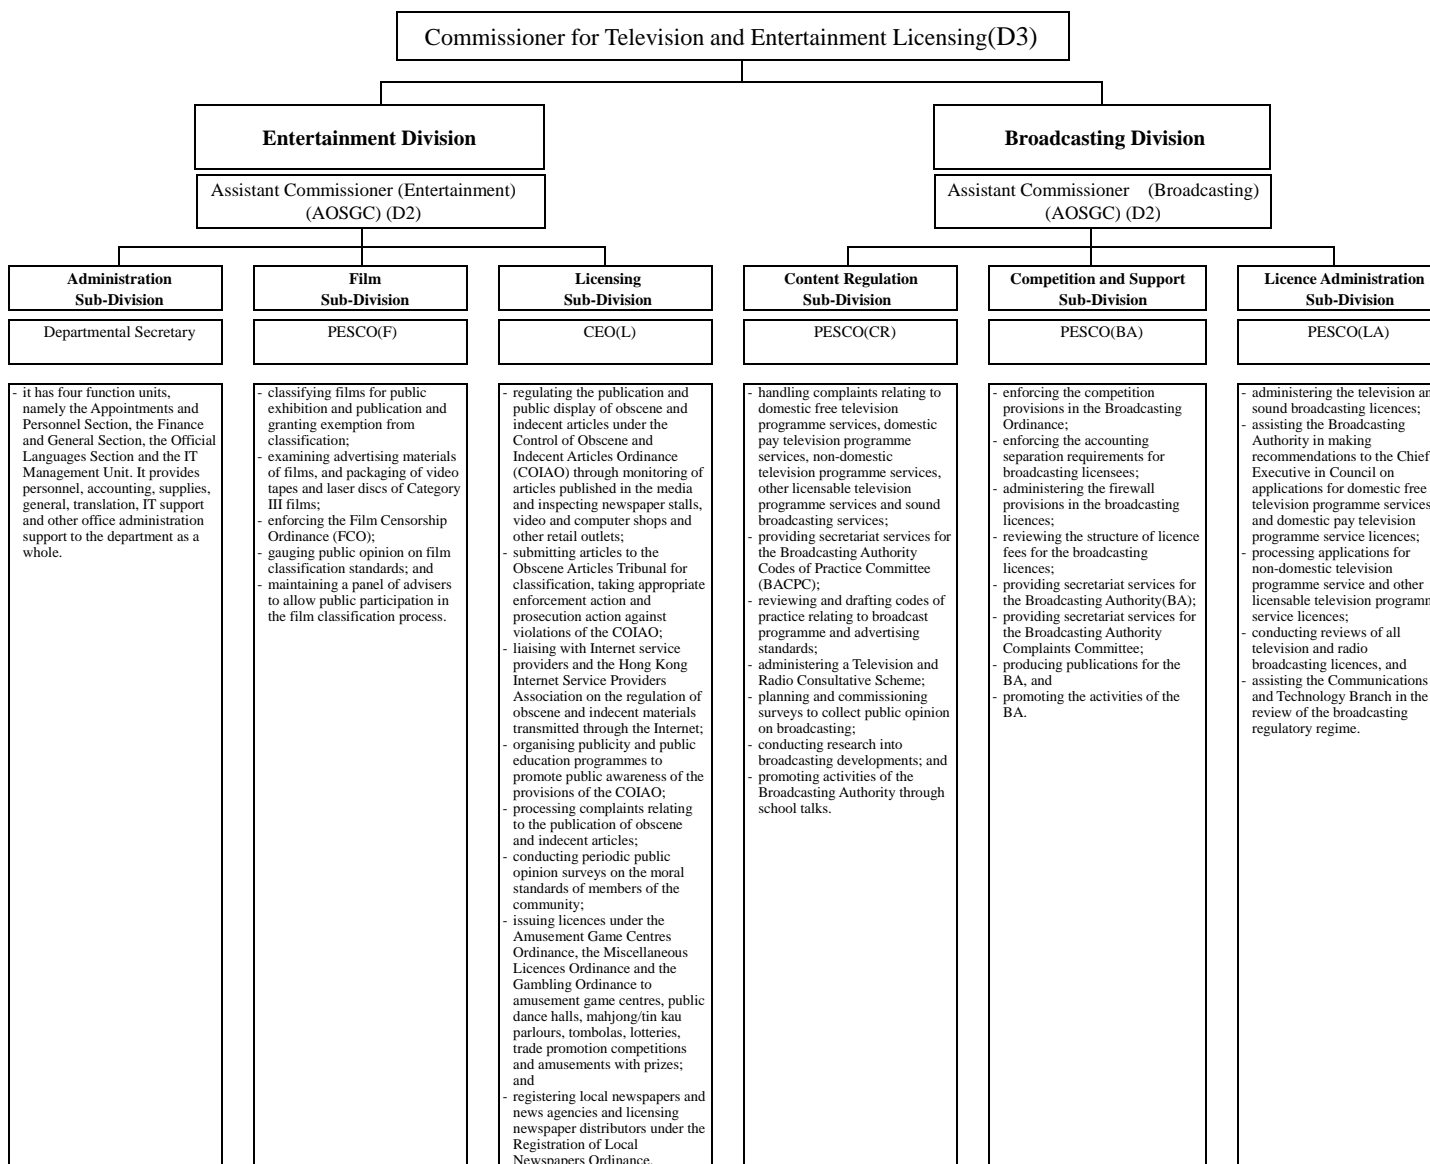 Commissioner for Television and Entertainment Licensing(D3)
Entertainment Division
Assistant Commissioner (Entertainment)
(AOSGC) (D2)
Broadcasting Division
Assistant Commissioner (Broadcasting)
(AOSGC) (D2)
Administration
Sub-Division
Departmental Secretary
- it has four function units,
namely the Appointments and
Personnel Section, the Finance
and General Section, the Official
Languages Section and the IT
Management Unit. It provides
personnel, accounting, supplies,
general, translation, IT support
and other office administration
support to the department as a
whole.
Film
Sub-Division
PESCO(F)
- classifying films for public
exhibition and publication and
granting exemption from
classification;
- examining advertising materials
of films, and packaging of video
tapes and laser discs of Category
III films;
- enforcing the Film Censorship
Ordinance (FCO);
- gauging public opinion on film
classification standards; and
- maintaining a panel of advisers
to allow public participation in
the film classification process.
Licensing
Sub-Division
CEO(L)
- regulating the publication and
public display of obscene and
indecent articles under the
Control of Obscene and
Indecent Articles Ordinance
(COIAO) through monitoring of
articles published in the media
and inspecting newspaper stalls,
video and computer shops and
other retail outlets;
- submitting articles to the
Obscene Articles Tribunal for
classification, taking appropriate
enforcement action and
prosecution action against
violations of the COIAO;
- liaising with Internet service
providers and the Hong Kong
Internet Service Providers
Association on the regulation of
obscene and indecent materials
transmitted through the Internet;
- organising publicity and public
education programmes to
promote public awareness of the
provisions of the COIAO;
- processing complaints relating
to the publication of obscene
and indecent articles;
- conducting periodic public
opinion surveys on the moral
standards of members of the
community;
- issuing licences under the
Amusement Game Centres
Ordinance, the Miscellaneous
Licences Ordinance and the
Gambling Ordinance to
amusement game centres, public
dance halls, mahjong/tin kau
parlours, tombolas, lotteries,
trade promotion competitions
and amusements with prizes;
and
- registering local newspapers and
news agencies and licensing
newspaper distributors under the
Registration of Local
Newspapers Ordinance.
Content Regulation
Sub-Division
PESCO(CR)
- handling complaints relating to
domestic free television
programme services, domestic
pay television programme
services, non-domestic
television programme services,
other licensable television
programme services and sound
broadcasting services;
- providing secretariat services for
the Broadcasting Authority
Codes of Practice Committee
(BACPC);
- reviewing and drafting codes of
practice relating to broadcast
programme and advertising
standards;
- administering a Television and
Radio Consultative Scheme;
- planning and commissioning
surveys to collect public opinion
on broadcasting;
- conducting research into
broadcasting developments; and
- promoting activities of the
Broadcasting Authority through
school talks.
Competition and Support
Sub-Division
PESCO(BA)
- enforcing the competition
provisions in the Broadcasting
Ordinance;
- enforcing the accounting
separation requirements for
broadcasting licensees;
- administering the firewall
provisions in the broadcasting
licences;
- reviewing the structure of licence
fees for the broadcasting
licences;
- providing secretariat services for
the Broadcasting Authority(BA);
- providing secretariat services for
the Broadcasting Authority
Complaints Committee;
- producing publications for the
BA, and
- promoting the activities of the
BA.
Licence Administration
Sub-Division
PESCO(LA)
- administering the television
sound broadcasting licences;
- assisting the Broadcasting
Authority in making
recommendations to the Chief
Executive in Council on
applications for domestic free
television programme services
and domestic pay television
programme service licences;
- processing applications for
non-domestic television
programme service and other
licensable television
service licences;
- conducting reviews of all
television and radio
broadcasting licences, and
- assisting the Communications
and Technology Branch in the
review of the broadcasting
regulatory regime.